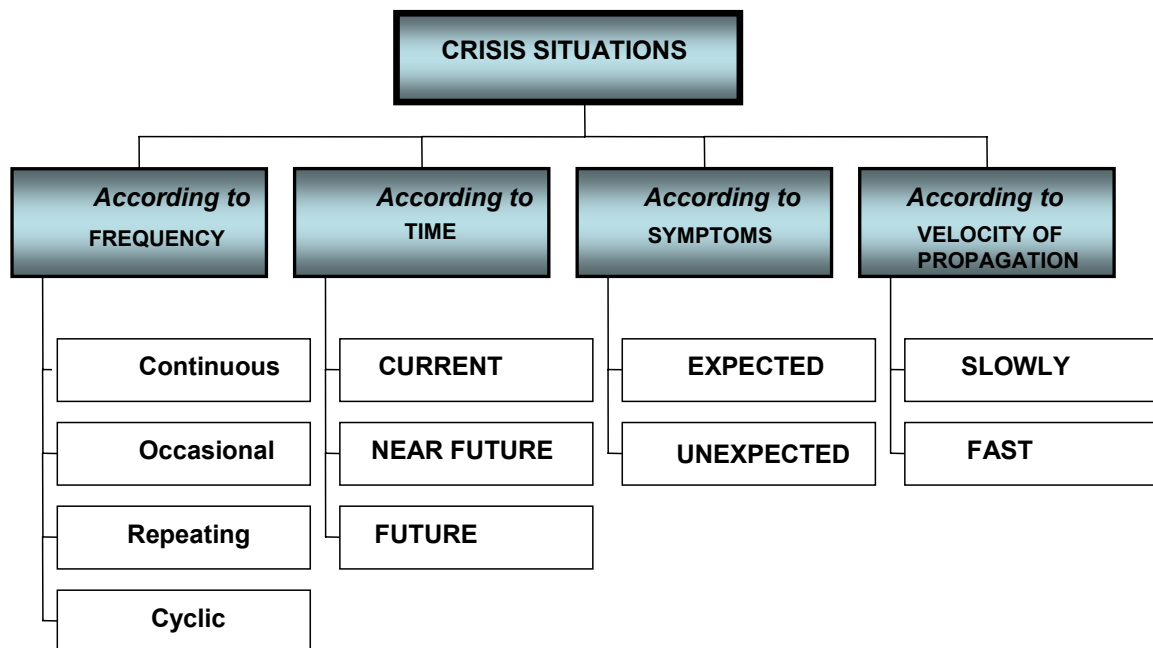 CRISIS SITUATIONS
According to
FREQUENCY
According to
TIME
According to
SYMPTOMS
According to
VELOCITY OF
PROPAGATION
Continuous
Occasional
Repeating
Cyclic
CURRENT
NEAR FUTURE
FUTURE
EXPECTED
UNEXPECTED
SLOWLY
FAST